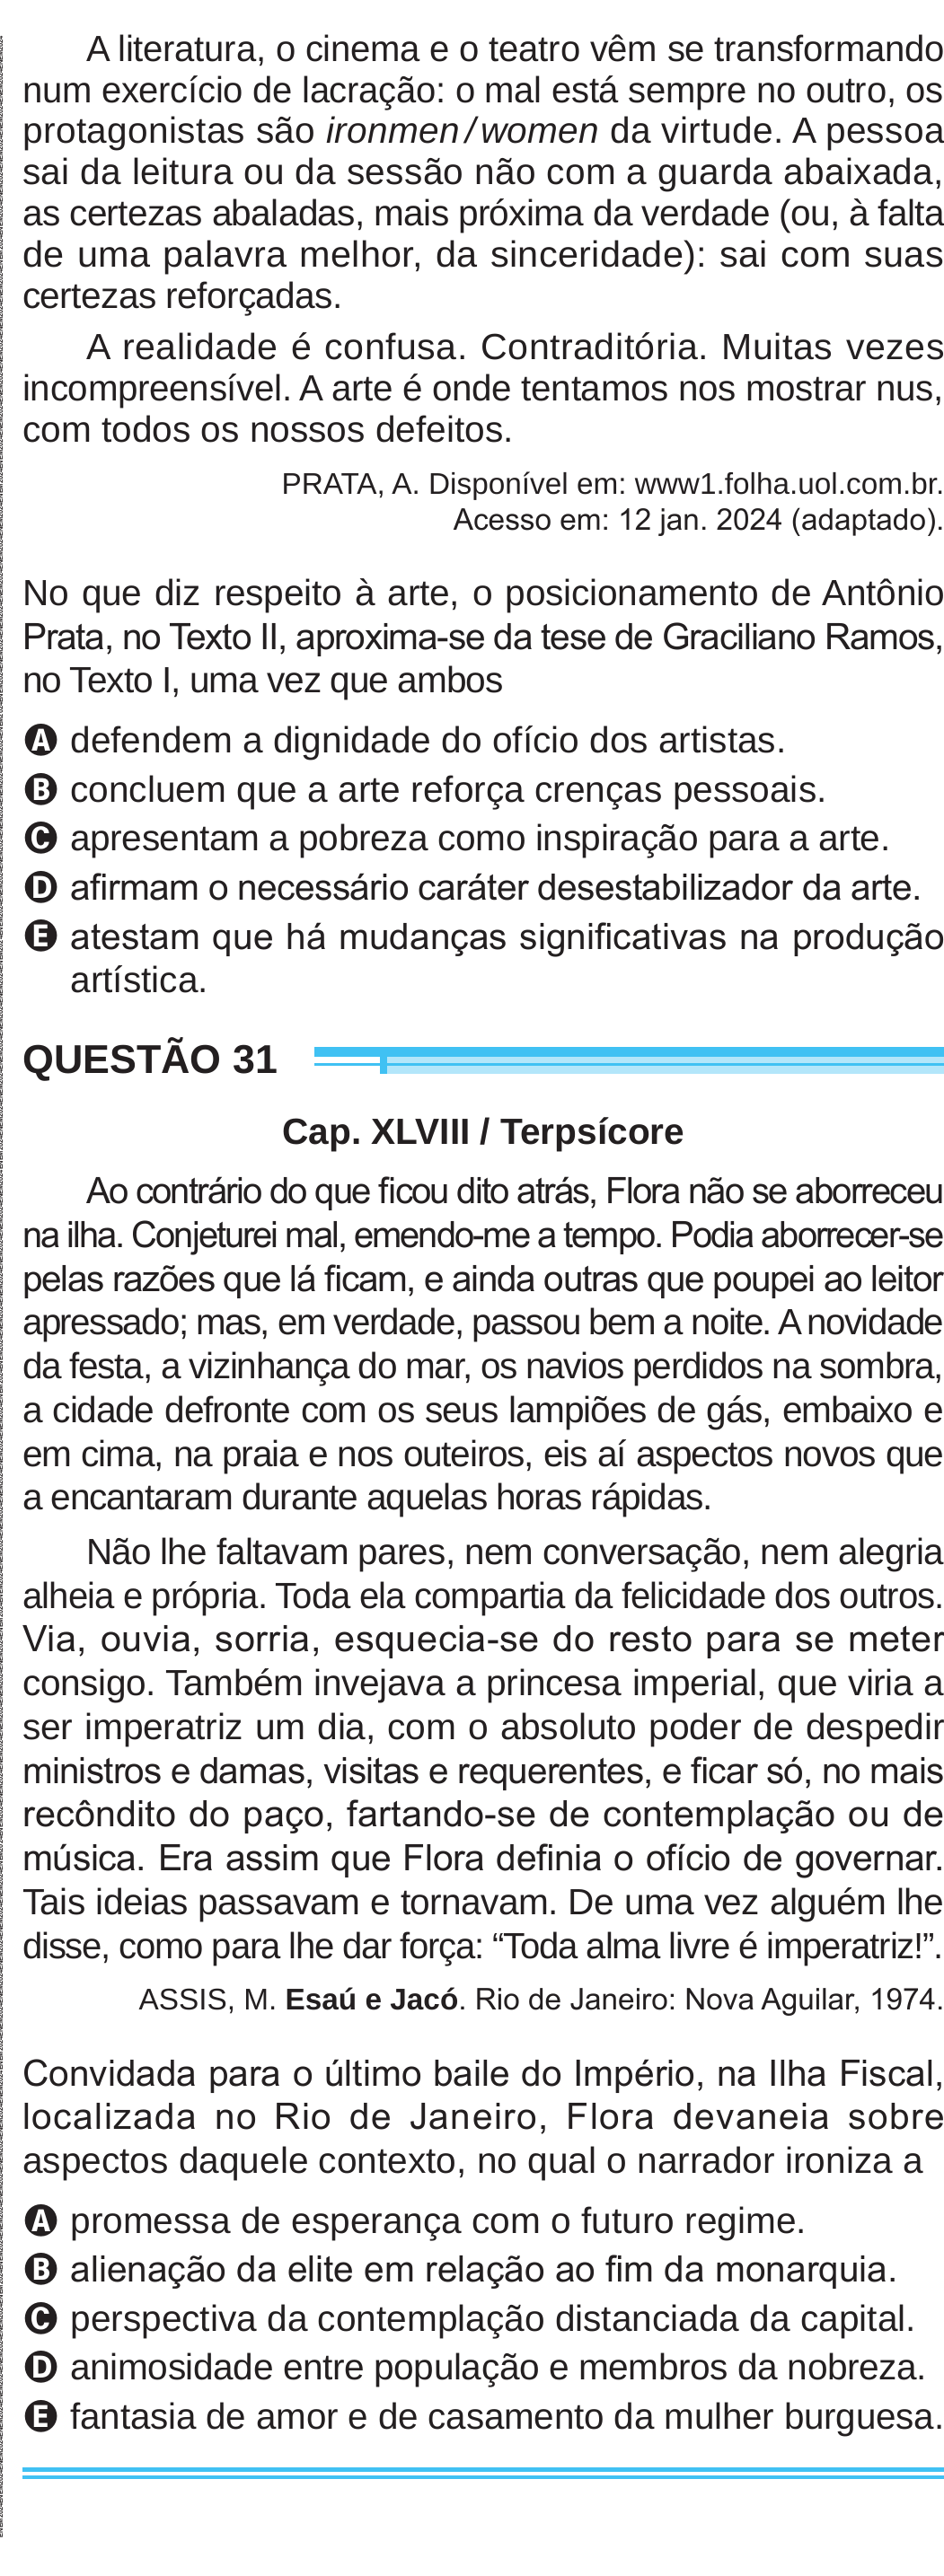 A literatura, o cinema e o teatro vêm se transformando
num exercício de lacração: o mal está sempre no outro, os
protagonistas são ironmen/women da virtude. A pessoa
sai da leitura ou da sessão não com a guarda abaixada,
as certezas abaladas, mais próxima da verdade (ou, à falta
de uma palavra melhor, da sinceridade): sai com suas
certezas reforçadas.
A realidade é confusa. Contraditória. Muitas vezes
incompreensível. A arte é onde tentamos nos mostrar nus,
com todos os nossos defeitos.
PRATA, A. Disponível em: www1.folha.uol.com.br.
Acesso em: 12 jan. 2024 (adaptado).
No que diz respeito à arte, o posicionamento de Antônio
Prata, no Texto II, aproxima-se da tese de Graciliano Ramos,
no Texto I, uma vez que ambos
A defendem a dignidade do ofício dos artistas.
B concluem que a arte reforça crenças pessoais.
C apresentam a pobreza como inspiração para a arte.
D afirmam o necessário caráter desestabilizador da arte.
E atestam que há mudanças significativas na produção
artística.
QUESTÃO 31
Cap. XLVIII / Terpsícore
Ao contrário do que ficou dito atrás, Flora não se aborreceu
na ilha. Conjeturei mal, emendo-me a tempo. Podia aborrecer-se
pelas razões que lá ficam, e ainda outras que poupei ao leitor
apressado; mas, em verdade, passou bem a noite. A novidade
da festa, a vizinhança do mar, os navios perdidos na sombra,
a cidade defronte com os seus lampiões de gás, embaixo e
em cima, na praia e nos outeiros, eis aí aspectos novos que
a encantaram durante aquelas horas rápidas.
Não lhe faltavam pares, nem conversação, nem alegria
alheia e própria. Toda ela compartia da felicidade dos outros.
Via, ouvia, sorria, esquecia-se do resto para se meter
consigo. Também invejava a princesa imperial, que viria a
ser imperatriz um dia, com o absoluto poder de despedir
ministros e damas, visitas e requerentes, e ficar só, no mais
recôndito do paço, fartando-se de contemplação ou de
música. Era assim que Flora definia o ofício de governar.
Tais ideias passavam e tornavam. De uma vez alguém lhe
disse, como para lhe dar força: “Toda alma livre é imperatriz!”.
ASSIS, M. Esaú e Jacó. Rio de Janeiro: Nova Aguilar, 1974.
Convidada para o último baile do Império, na Ilha Fiscal,
localizada no Rio de Janeiro, Flora devaneia sobre
aspectos daquele contexto, no qual o narrador ironiza a
A promessa de esperança com o futuro regime.
B alienação da elite em relação ao fim da monarquia.
C perspectiva da contemplação distanciada da capital.
D animosidade entre população e membros da nobreza.
E fantasia de amor e de casamento da mulher burguesa.